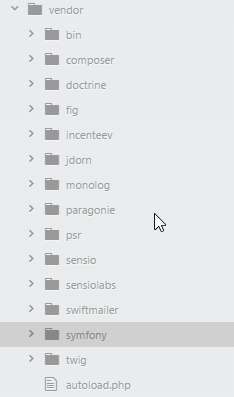 vendor
bin
composer
doctrine
fig
incenteev
jdorn
monolog
paragonie
psr
sensio
sensiolabs
swiftmailer
symfony
twig
autoload.php